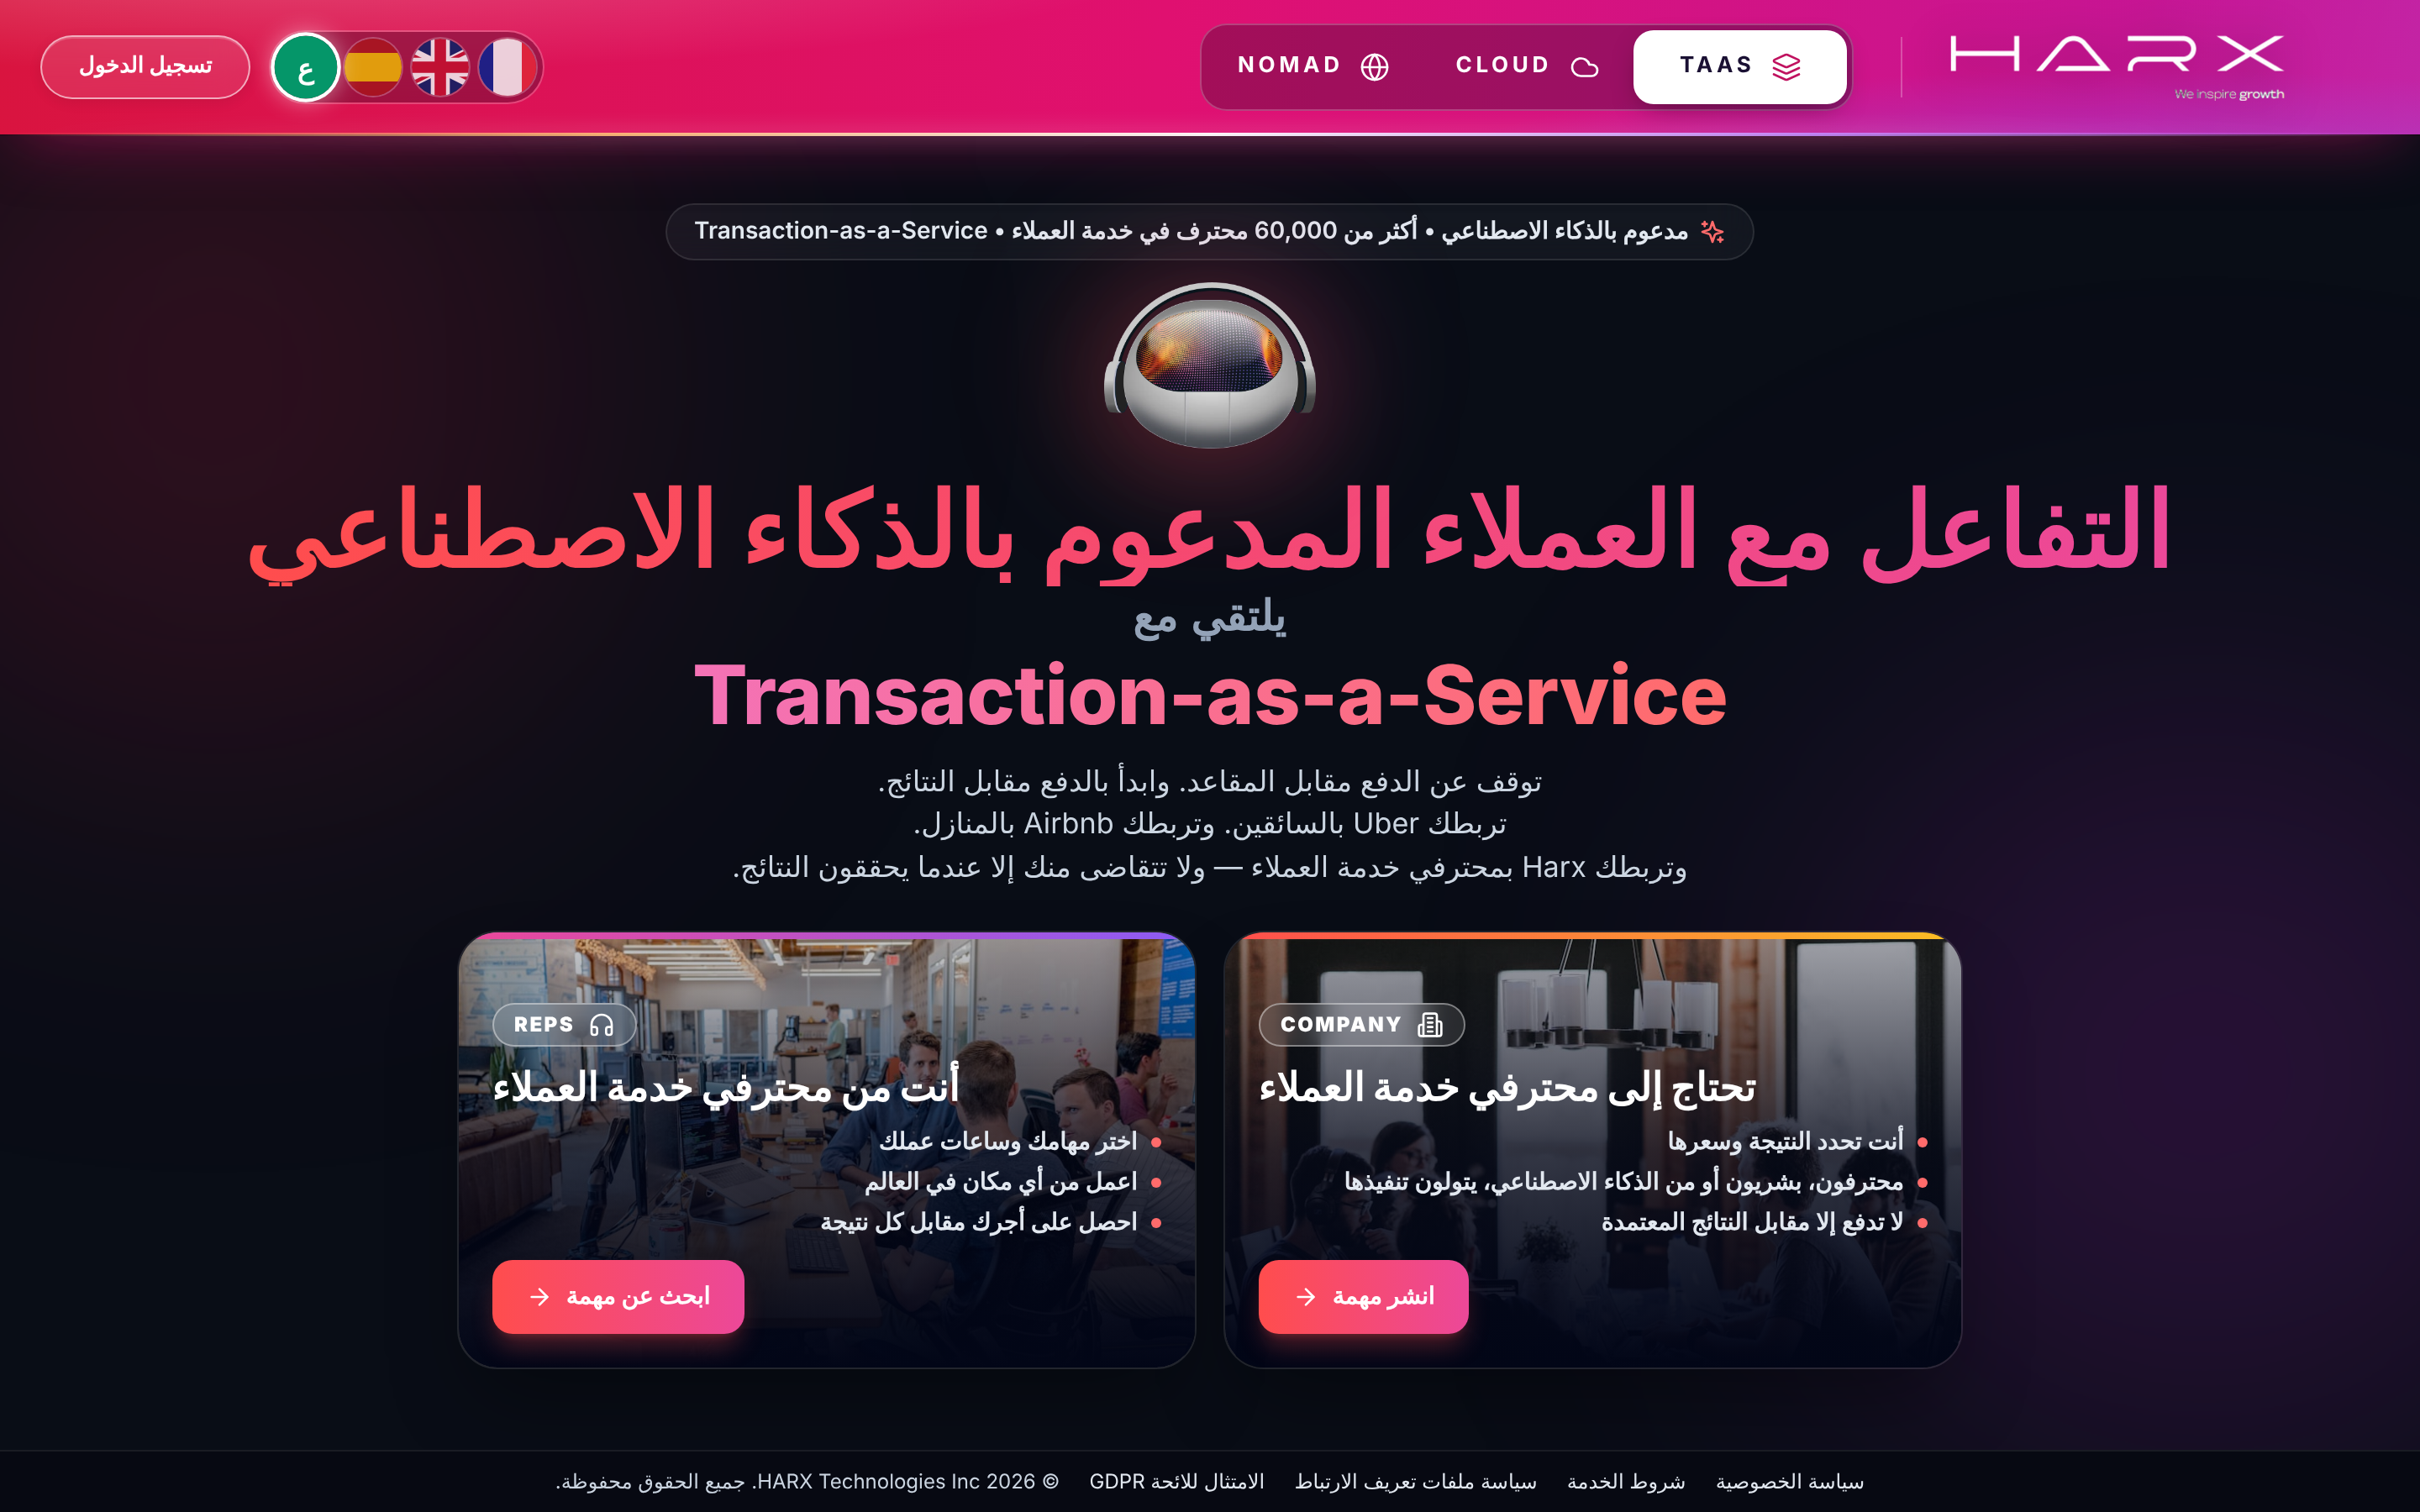 HARX
We inspire growth
TAAS
CLOUD
NOMAD
ع
تسجيل الدخول
مدعوم بالذكاء الاصطناعي • أكثر من 60,000 محترف في خدمة العملاء • Transaction-as-a-Service
التفاعل مع العملاء المدعوم بالذكاء الاصطناعي
يلتقي مع
Transaction-as-a-Service
توقف عن الدفع مقابل المقاعد. وابدأ بالدفع مقابل النتائج.
تربطك Uber بالسائقين. وتربطك Airbnb بالمنازل.
وتربطك Harx بمحترفي خدمة العملاء — ولا تتقاضى منك إلا عندما يحققون النتائج.
COMPANY
تحتاج إلى محترفي خدمة العملاء
أنت تحدد النتيجة وسعرها
محترفون، بشريون أو من الذكاء الاصطناعي، يتولون تنفيذها
لا تدفع إلا مقابل النتائج المعتمدة
انشر مهمة
REPS
أنت من محترفي خدمة العملاء
اختر مهامك وساعات عملك
اعمل من أي مكان في العالم
احصل على أجرك مقابل كل نتيجة
ابحث عن مهمة
سياسة الخصوصية
شروط الخدمة
سياسة ملفات تعريف الارتباط
الامتثال للائحة GDPR
© 2026 HARX Technologies Inc. جميع الحقوق محفوظة.